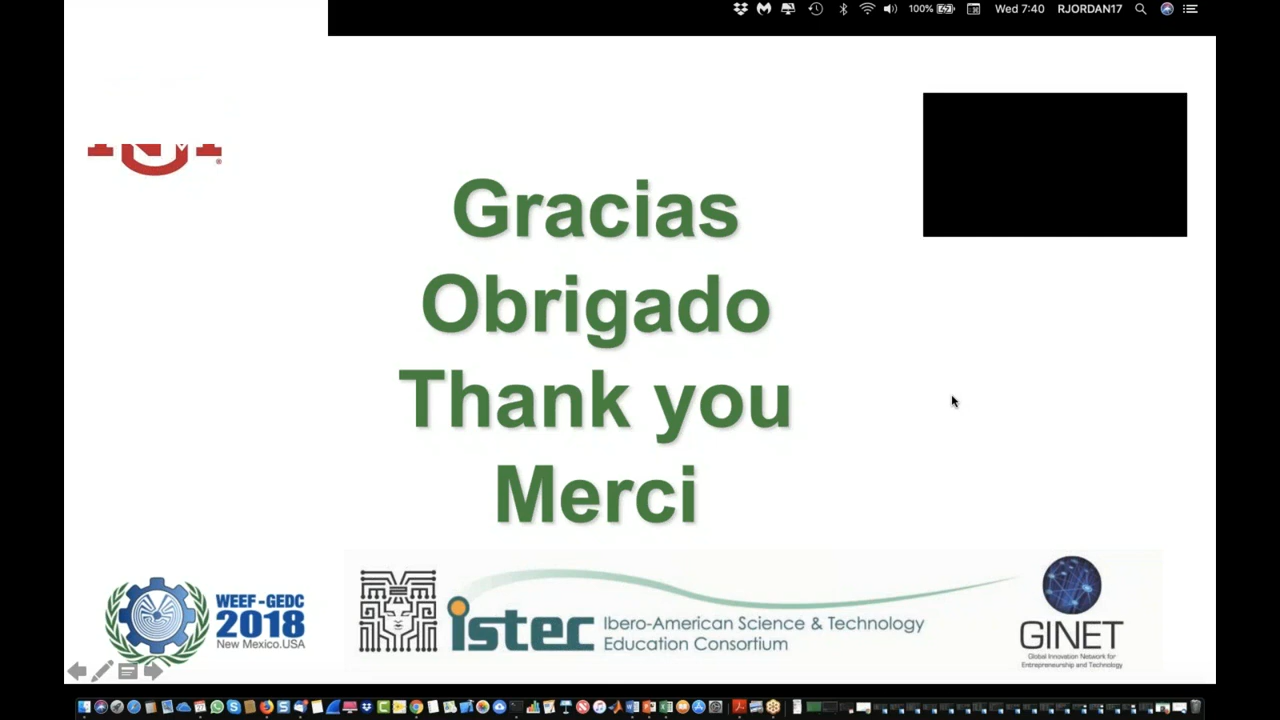 100%
Wed 7:40
RJORDAN17
Gracias
Obrigado
Thank you
Merci
WEEF-GEDC
2018
New Mexico.USA
istec
Ibero-American Science & Technology
Education Consortium
GINET
Global Innovation Network for
Entrepreneurship and Technology